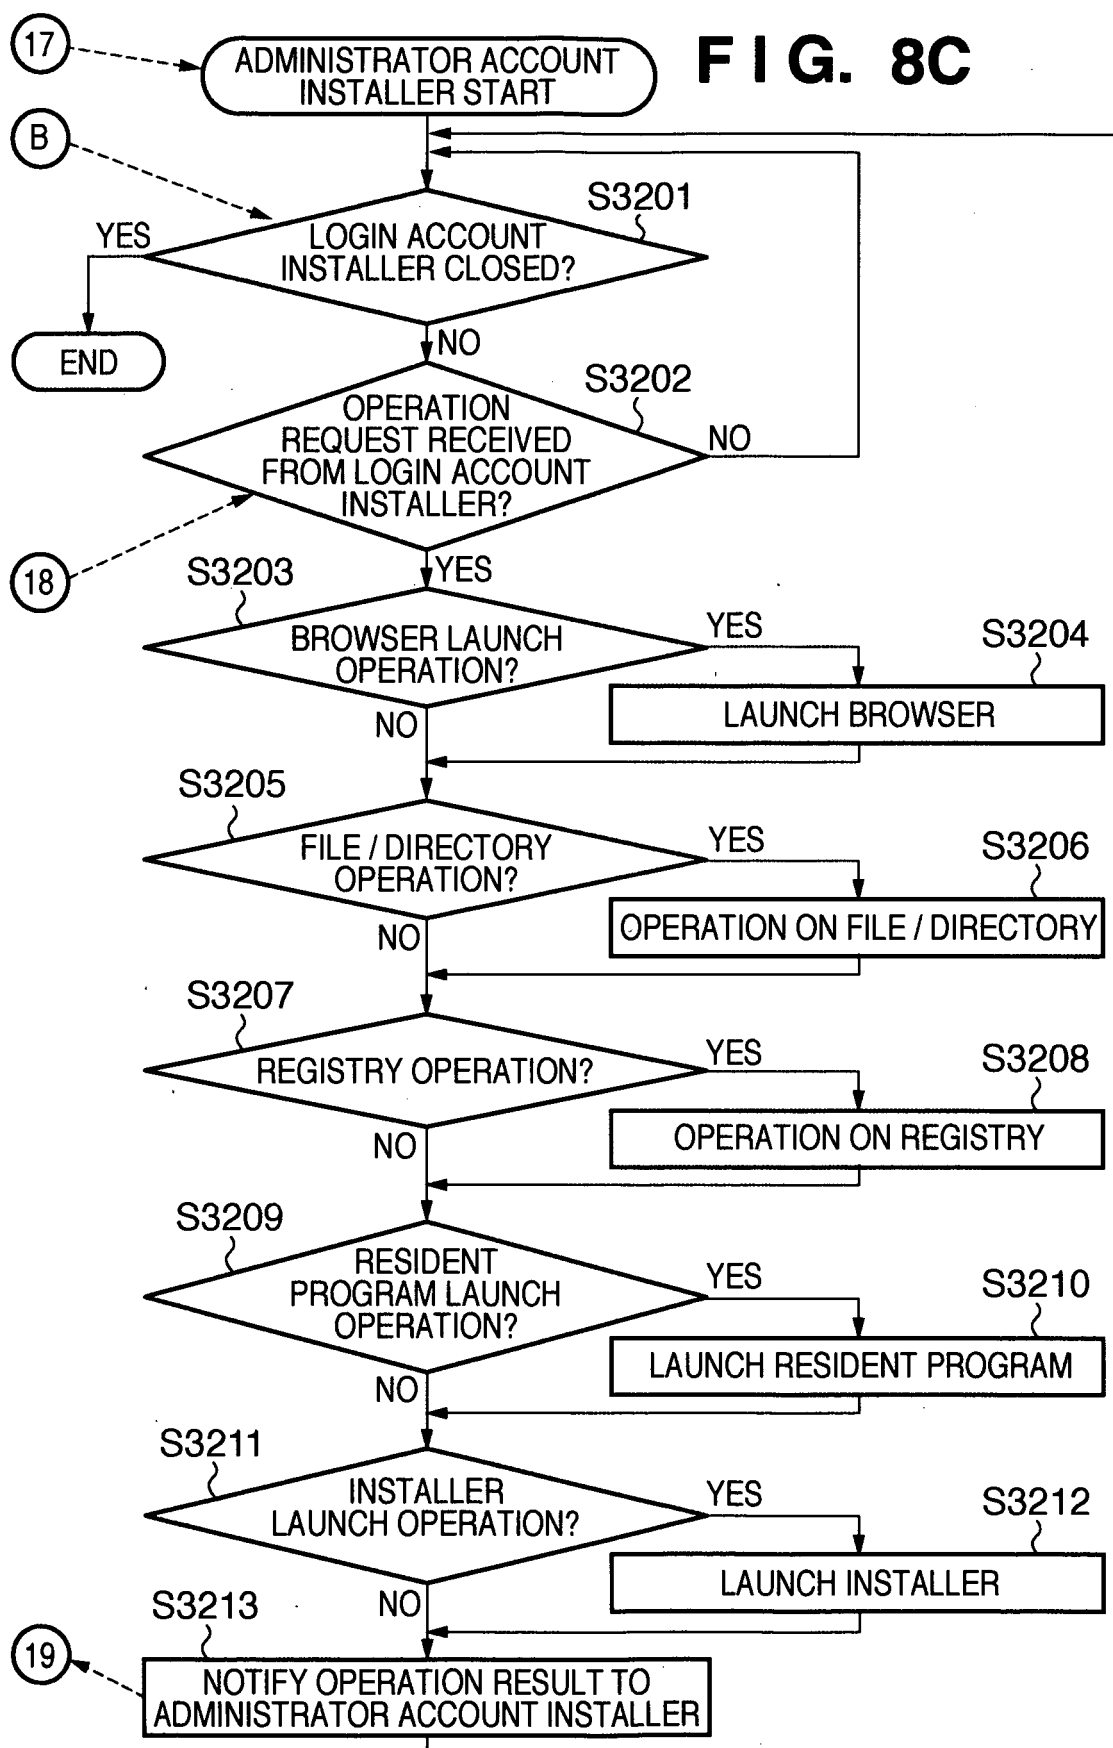 17
ADMINISTRATOR ACCOUNT
INSTALLER START
FIG. 8C
B
S3201
YES
LOGIN ACCOUNT
INSTALLER CLOSED?
END
NO
S3202
OPERATION
REQUEST RECEIVED
FROM LOGIN ACCOUNT
INSTALLER?
NO
18
YES
S3203
BROWSER LAUNCH
OPERATION?
YES
S3204
LAUNCH BROWSER
NO
S3205
FILE / DIRECTORY
OPERATION?
YES
S3206
OPERATION ON FILE / DIRECTORY
NO
S3207
REGISTRY OPERATION?
YES
S3208
OPERATION ON REGISTRY
NO
S3209
RESIDENT
PROGRAM LAUNCH
OPERATION?
YES
S3210
LAUNCH RESIDENT PROGRAM
NO
S3211
INSTALLER
LAUNCH OPERATION?
YES
S3212
LAUNCH INSTALLER
NO
S3213
19
NOTIFY OPERATION RESULT TO
ADMINISTRATOR ACCOUNT INSTALLER